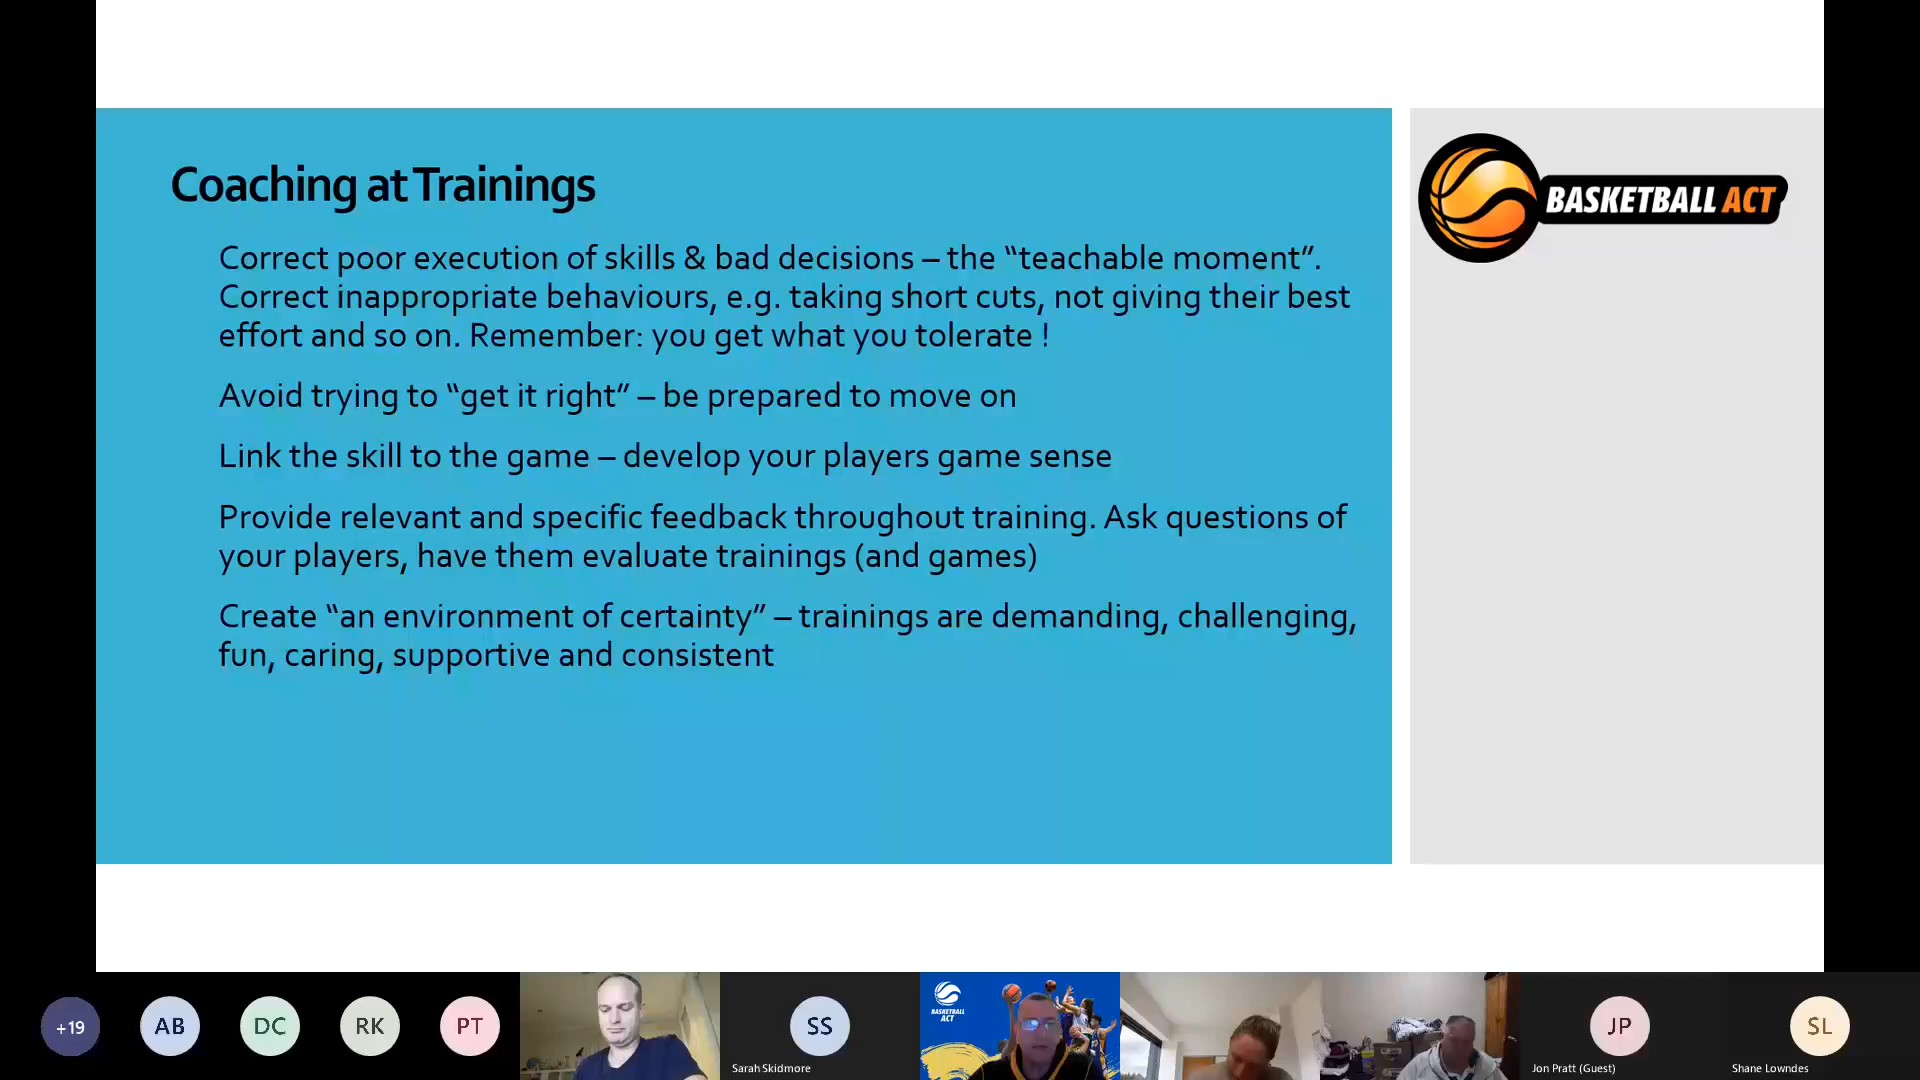 Coaching at Trainings
BASKETBALL ACT
Correct poor execution of skills & bad decisions – the “teachable moment”.
Correct inappropriate behaviours, e.g. taking short cuts, not giving their best
effort and so on. Remember: you get what you tolerate !
Avoid trying to “get it right” – be prepared to move on
Link the skill to the game – develop your players game sense
Provide relevant and specific feedback throughout training. Ask questions of
your players, have them evaluate trainings (and games)
Create “an environment of certainty” – trainings are demanding, challenging,
fun, caring, supportive and consistent
+19
AB
DC
RK
PT
SS
Sarah Skidmore
BASKETBALL
ACT
JP
Jon Pratt (Guest)
SL
Shane Lowndes